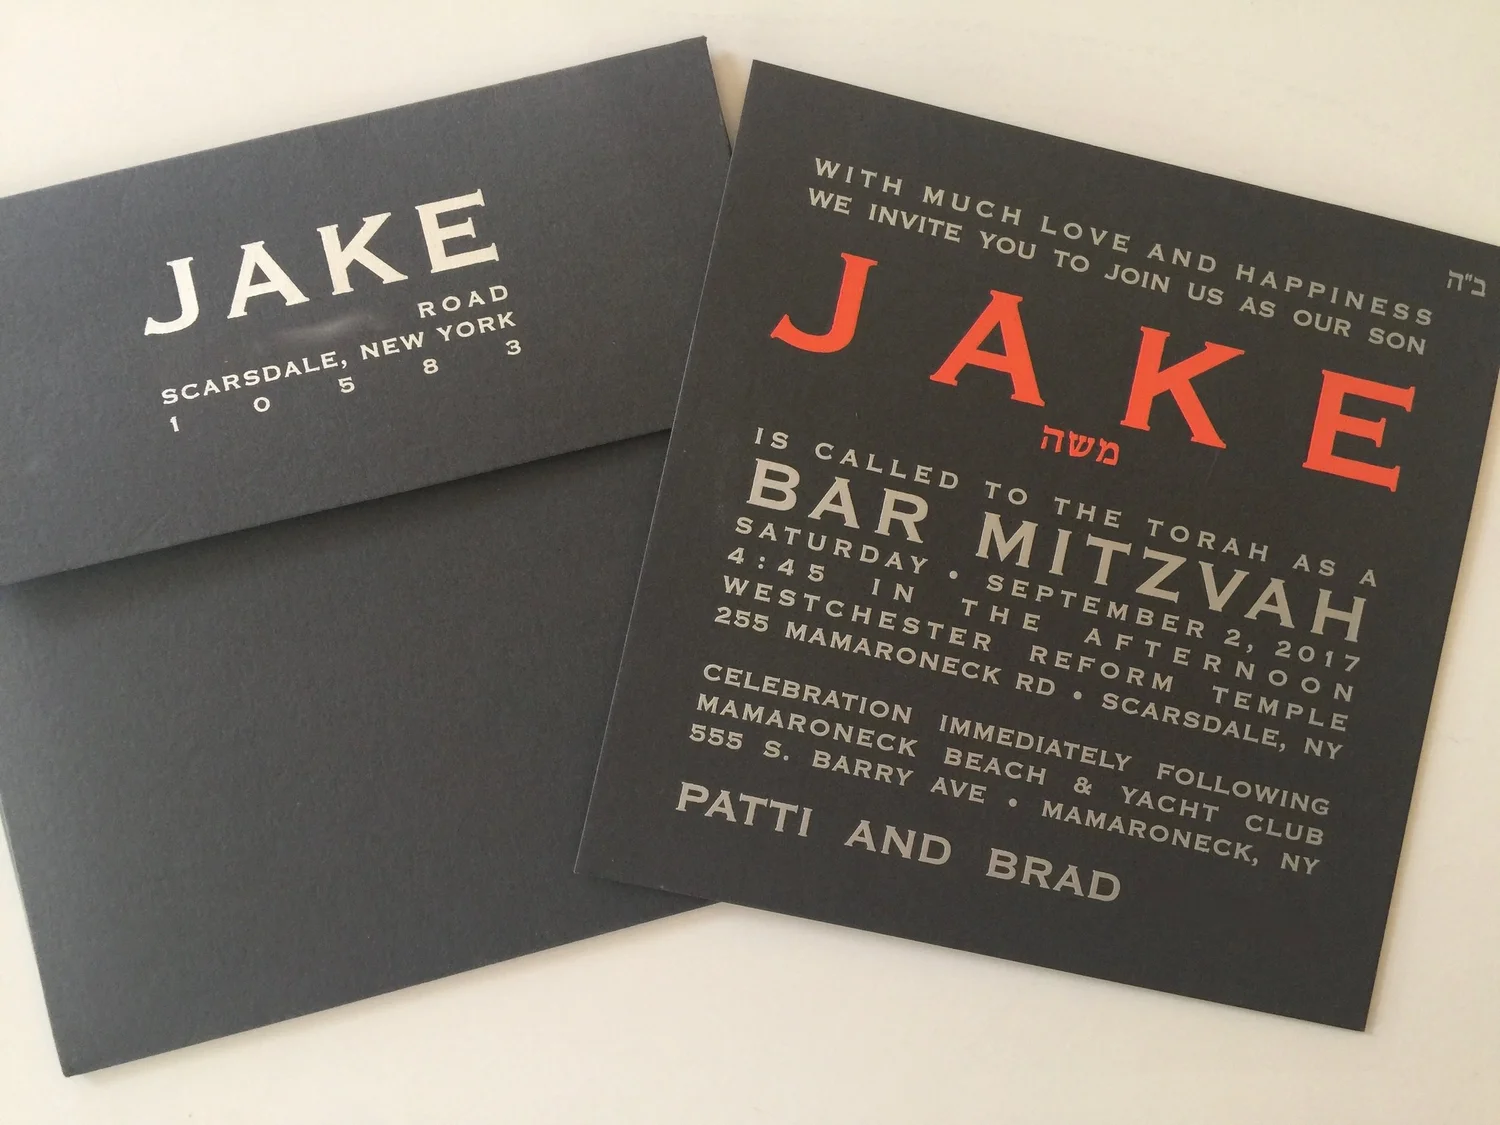 JAKE
ROAD
SCARSDALE, NEW YORK
1 0 5 8 3
ב"ה
WITH MUCH LOVE AND HAPPINESS
WE INVITE YOU TO JOIN US AS OUR SON
JAKE
משה
IS CALLED TO THE TORAH AS A
BAR MITZVAH
SATURDAY • SEPTEMBER 2, 2017
4:45 IN THE AFTERNOON
WESTCHESTER REFORM TEMPLE
255 MAMARONECK RD • SCARSDALE, NY
CELEBRATION IMMEDIATELY FOLLOWING
MAMARONECK BEACH & YACHT CLUB
555 S. BARRY AVE • MAMARONECK, NY
PATTI AND BRAD